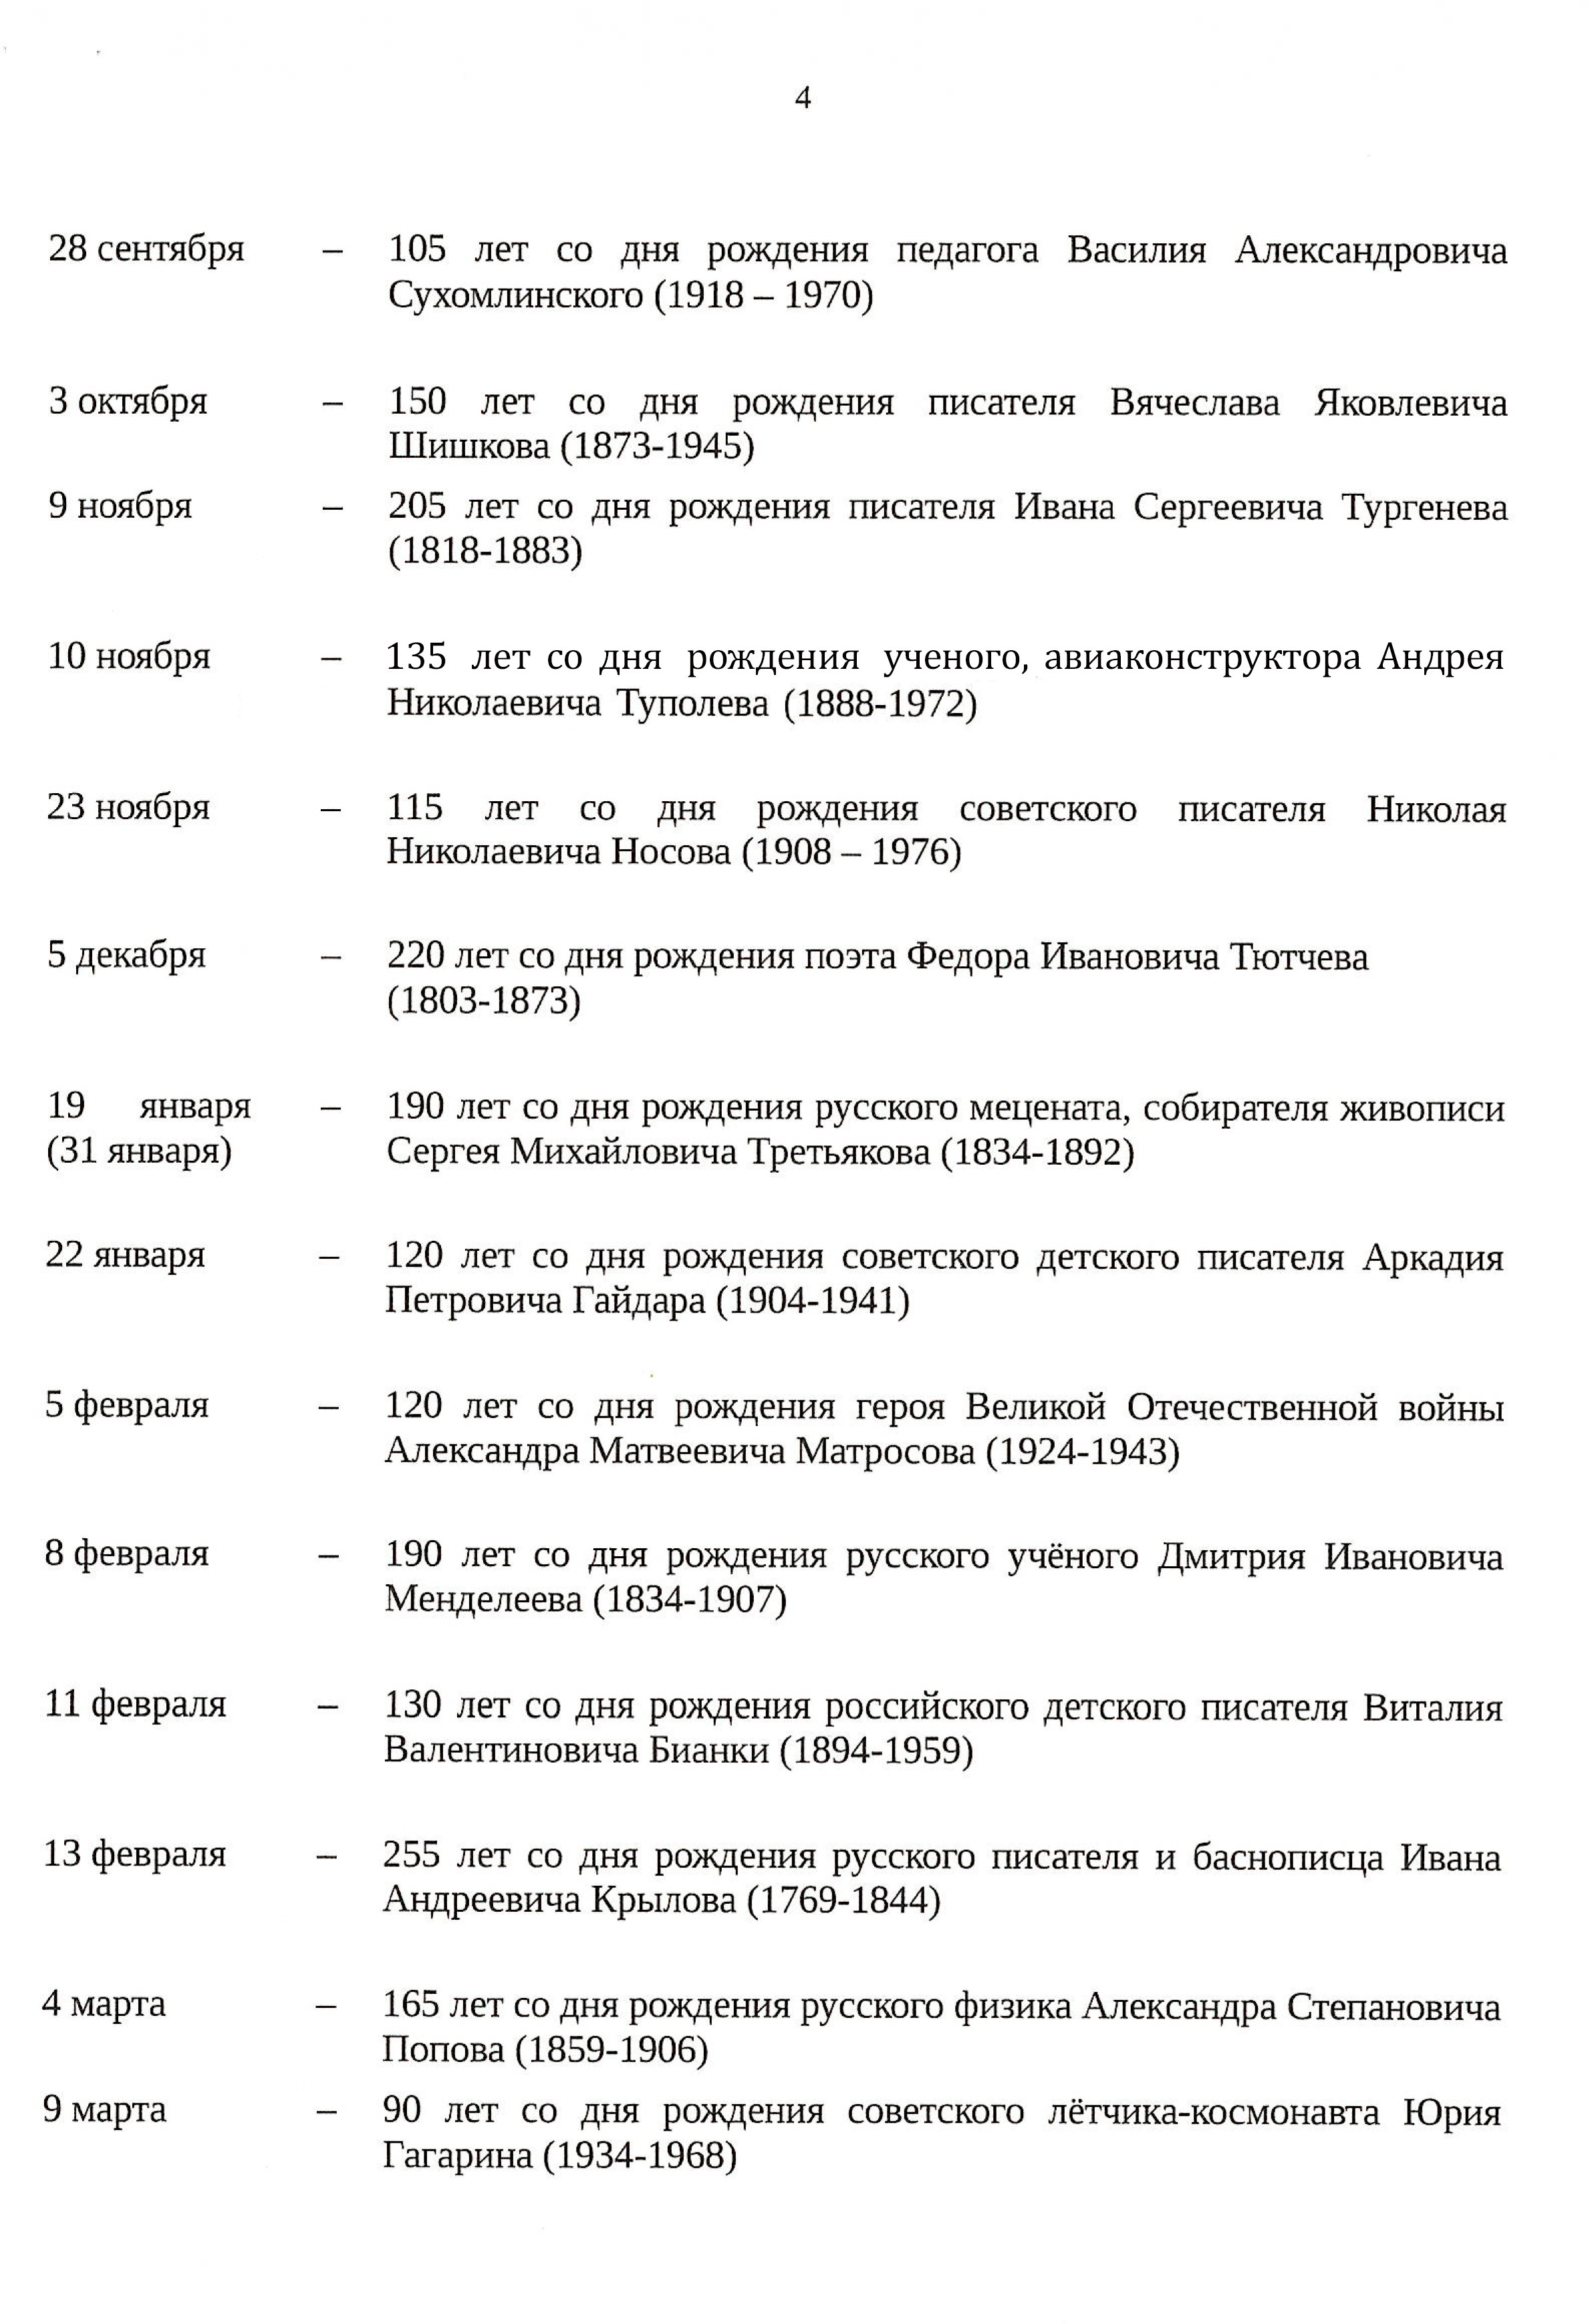 4
28 сентября – 105 лет со дня рождения педагога Василия Александровича
Сухомлинского (1918 – 1970)
3 октября – 150 лет со дня рождения писателя Вячеслава Яковлевича
Шишкова (1873-1945)
9 ноября – 205 лет со дня рождения писателя Ивана Сергеевича Тургенева
(1818-1883)
10 ноября – 135 лет со дня рождения ученого, авиаконструктора Андрея
Николаевича Туполева (1888-1972)
23 ноября – 115 лет со дня рождения советского писателя Николая
Николаевича Носова (1908 – 1976)
5 декабря – 220 лет со дня рождения поэта Федора Ивановича Тютчева
(1803-1873)
19 января – 190 лет со дня рождения русского мецената, собирателя живописи
(31 января) Сергея Михайловича Третьякова (1834-1892)
22 января – 120 лет со дня рождения советского детского писателя Аркадия
Петровича Гайдара (1904-1941)
5 февраля – 120 лет со дня рождения героя Великой Отечественной войны
Александра Матвеевича Матросова (1924-1943)
8 февраля – 190 лет со дня рождения русского учёного Дмитрия Ивановича
Менделеева (1834-1907)
11 февраля – 130 лет со дня рождения российского детского писателя Виталия
Валентиновича Бианки (1894-1959)
13 февраля – 255 лет со дня рождения русского писателя и баснописца Ивана
Андреевича Крылова (1769-1844)
4 марта – 165 лет со дня рождения русского физика Александра Степановича
Попова (1859-1906)
9 марта – 90 лет со дня рождения советского лётчика-космонавта Юрия
Гагарина (1934-1968)